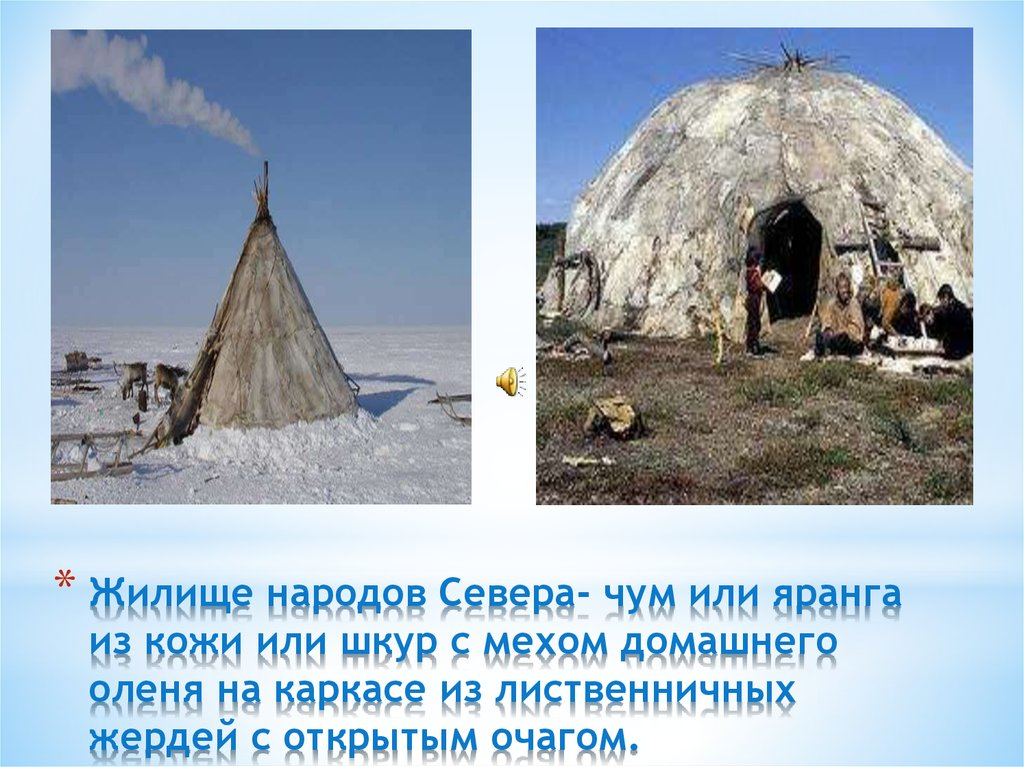 * Жилище народов Севера- чум или яранга
из кожи или шкур с мехом домашнего
оленя на каркасе из лиственничных
жердей с открытым очагом.